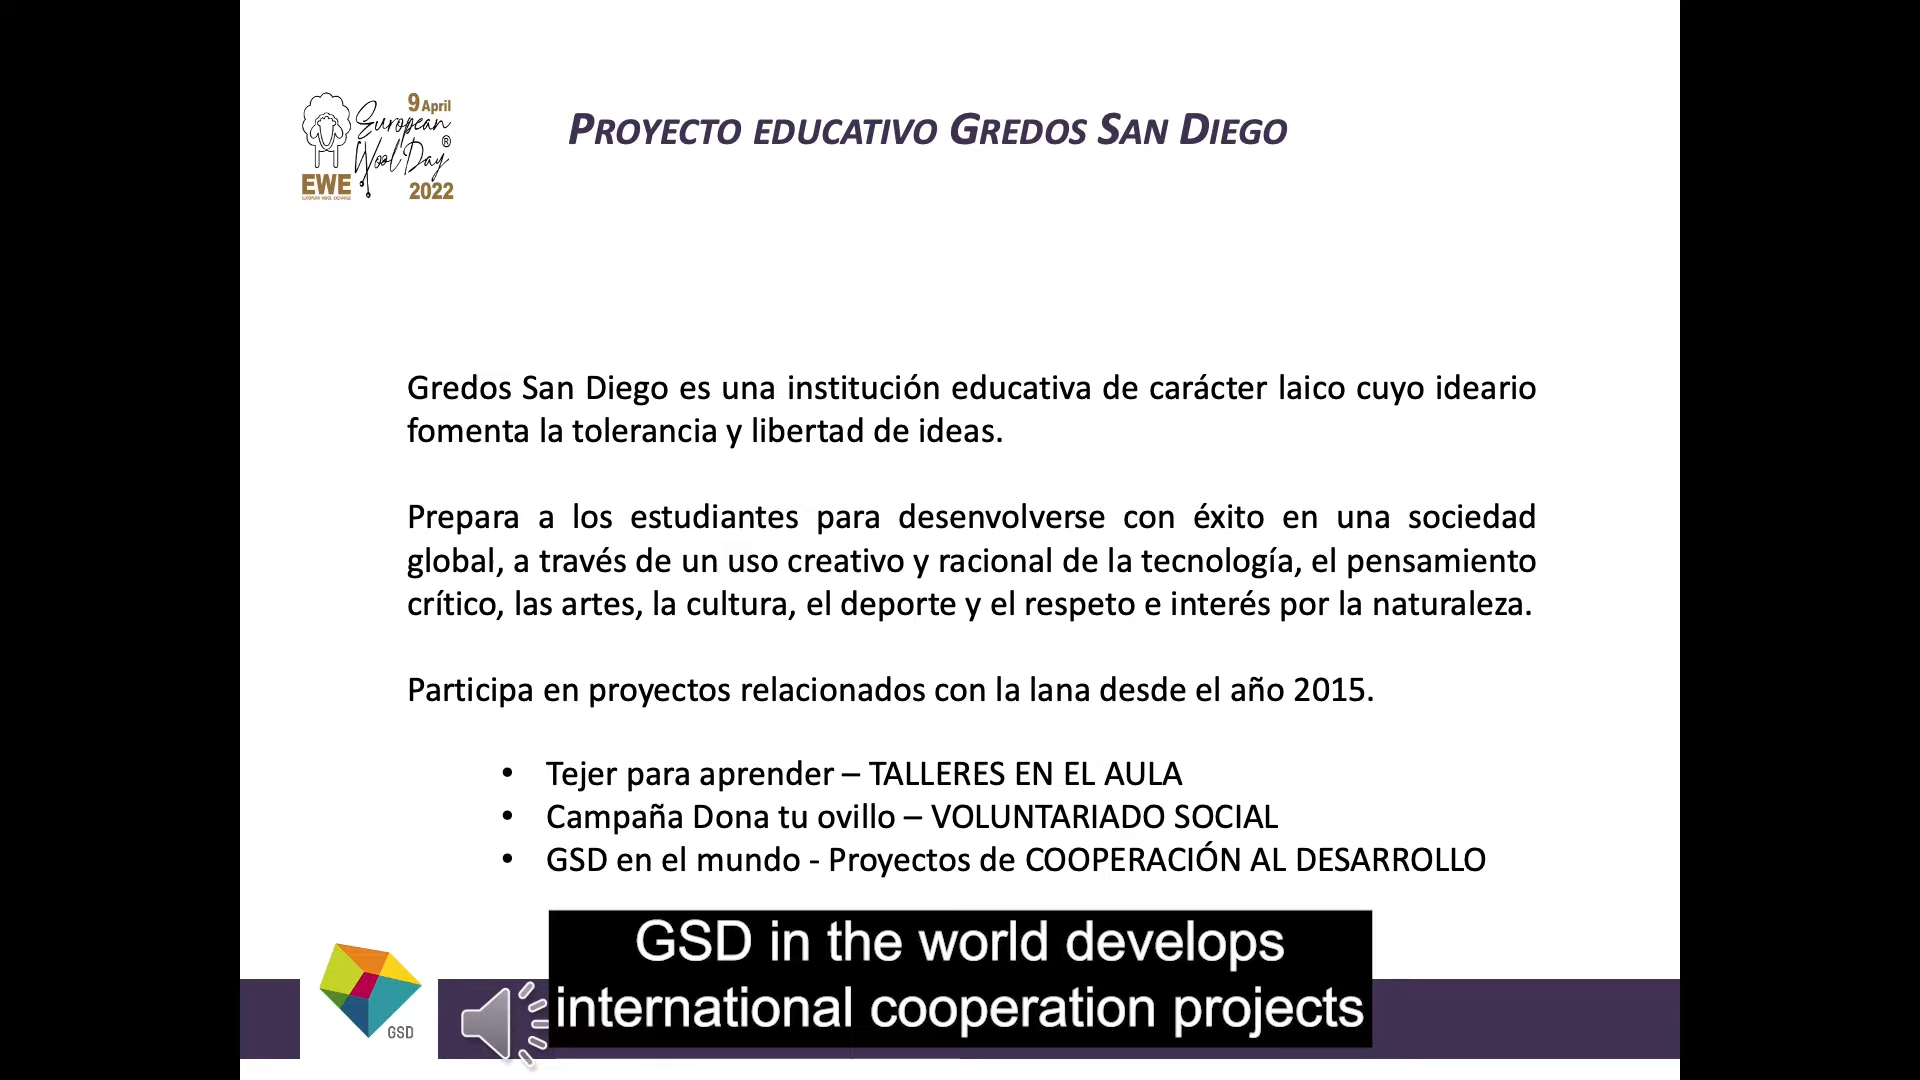 9 April
European
Wool Day®
EWE
EUROPEAN WOOL EXCHANGE
2022
PROYECTO EDUCATIVO GREDOS SAN DIEGO
Gredos San Diego es una institución educativa de carácter laico cuyo ideario
fomenta la tolerancia y libertad de ideas.
Prepara a los estudiantes para desenvolverse con éxito en una sociedad
global, a través de un uso creativo y racional de la tecnología, el pensamiento
crítico, las artes, la cultura, el deporte y el respeto e interés por la naturaleza.
Participa en proyectos relacionados con la lana desde el año 2015.
• Tejer para aprender – TALLERES EN EL AULA
• Campaña Dona tu ovillo – VOLUNTARIADO SOCIAL
• GSD en el mundo - Proyectos de COOPERACIÓN AL DESARROLLO
GSD in the world develops
international cooperation projects
GSD